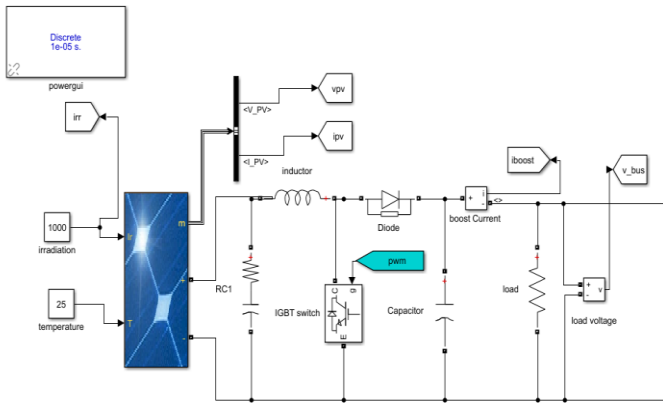 Discrete
1e-05 s.
powergui
irr
vpv
<V_PV>
ipv
<I_PV>
inductor
iboost
v_bus
m
+ i
-
Diode
boost Current
<>
1000
Ir
irradiation
+
RC1
pwm
C g
E
IGBT switch
Capacitor
load
+
-
v
load voltage
25
T
temperature
-